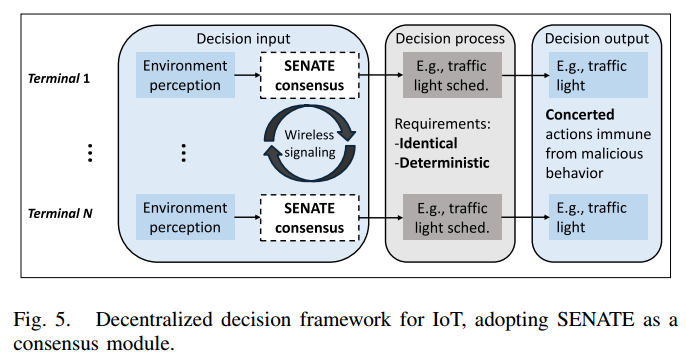 Decision input
Decision process
Decision output
Terminal 1
Environment
perception
SENATE
consensus
E.g., traffic
light sched.
E.g., traffic
light
Wireless
signaling
Requirements:
-Identical
-Deterministic
Concerted
actions immune
from malicious
behavior
Terminal N
Environment
perception
SENATE
consensus
E.g., traffic
light sched.
E.g., traffic
light
Fig. 5. Decentralized decision framework for IoT, adopting SENATE as a
consensus module.